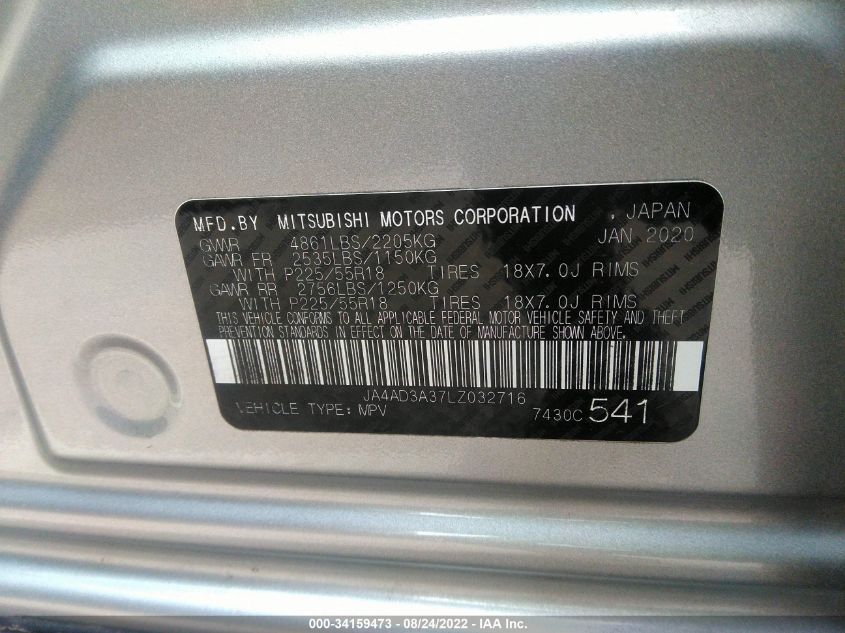 MFD.BY MITSUBISHI MOTORS CORPORATION , JAPAN
GVWR 4861LBS/2205KG JAN 2020
GAWR FR 2535LBS/1150KG
WITH P225/55R18 TIRES 18X7.0J RIMS
GAWR RR 2756LBS/1250KG
WITH P225/55R18 TIRES 18X7.0J RIMS
THIS VEHICLE CONFORMS TO ALL APPLICABLE FEDERAL MOTOR VEHICLE SAFETY AND THEFT
PREVENTION STANDARDS IN EFFECT ON THE DATE OF MANUFACTURE SHOWN ABOVE.
JA4AD3A37LZ032716
VEHICLE TYPE: MPV 7430C 541
000-34159473 - 08/24/2022 - IAA Inc.